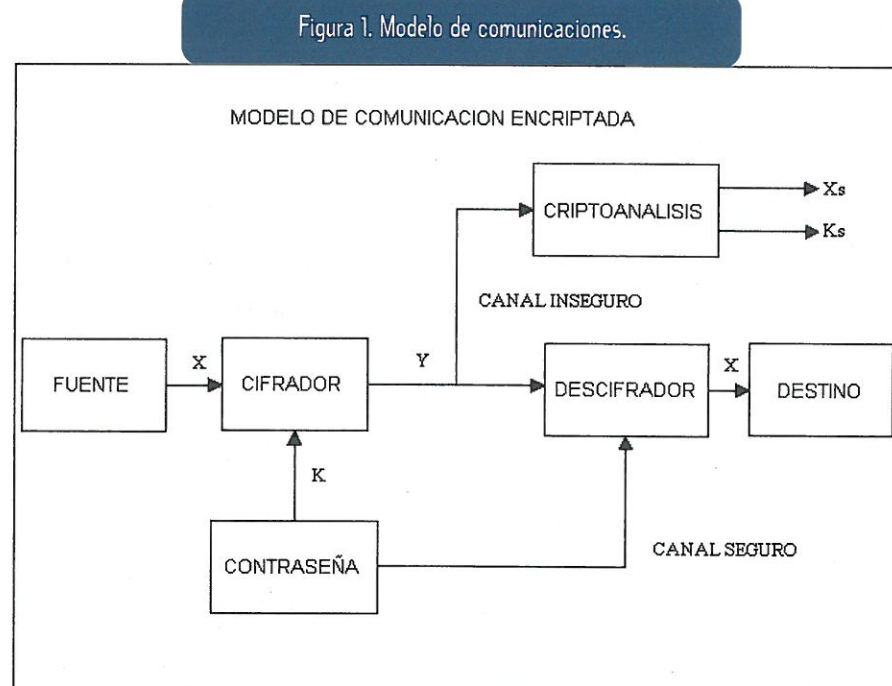 Figura 1. Modelo de comunicaciones.
MODELO DE COMUNICACION ENCRIPTADA
CRIPTOANALISIS
Xs
Ks
CANAL INSEGURO
FUENTE
X
CIFRADOR
Y
DESCIFRADOR
X
DESTINO
K
CONTRASEÑA
CANAL SEGURO